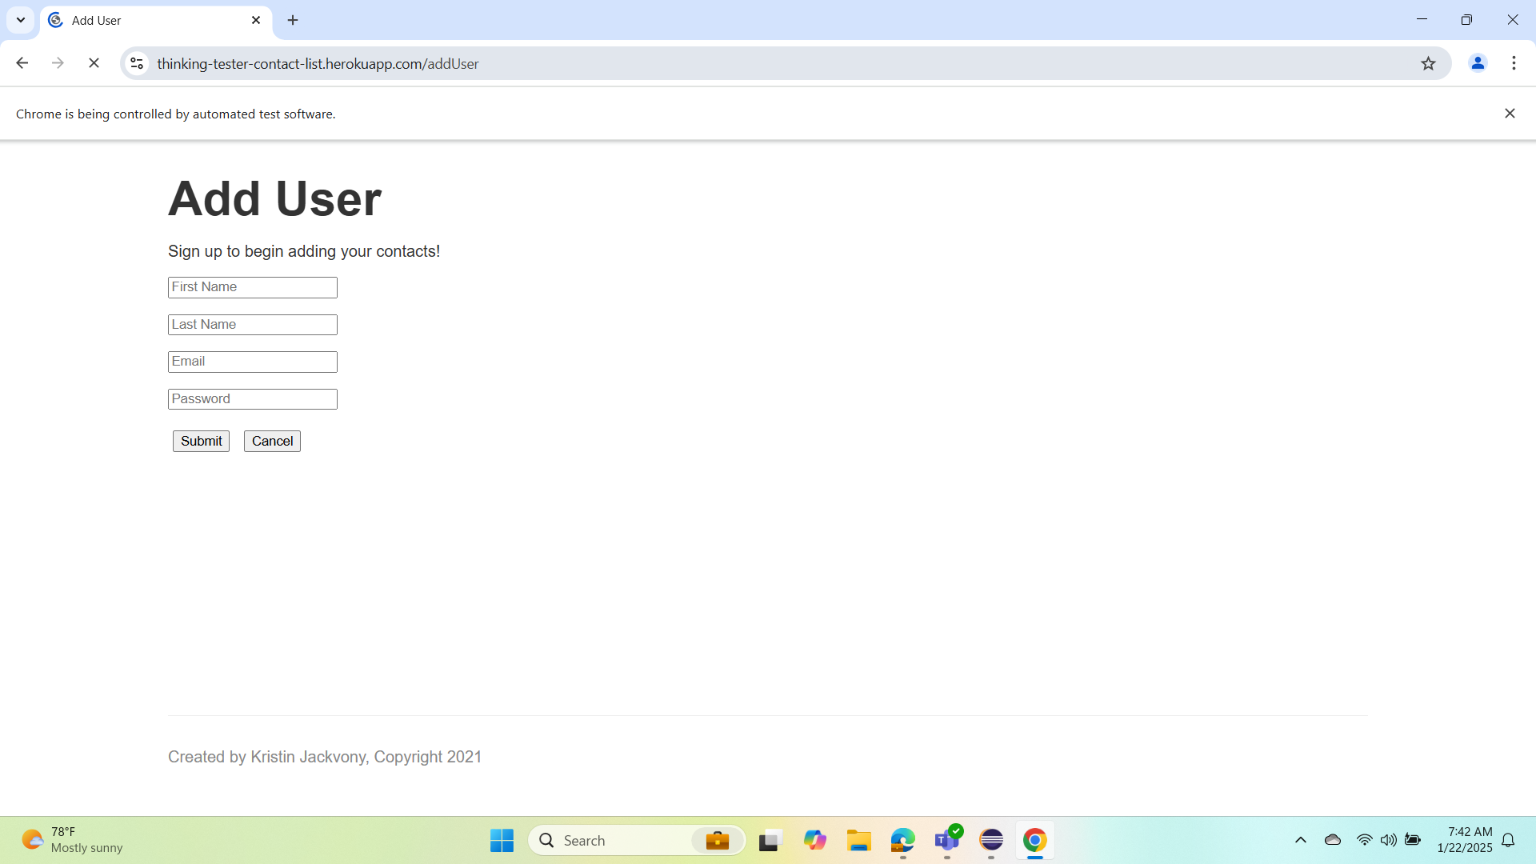 Add User
thinking-tester-contact-list.herokuapp.com/addUser
Chrome is being controlled by automated test software.
Add User
Sign up to begin adding your contacts!
First Name
Last Name
Email
Password
Submit Cancel
Created by Kristin Jackvony, Copyright 2021
78°F
Mostly sunny
Search
7:42 AM
1/22/2025